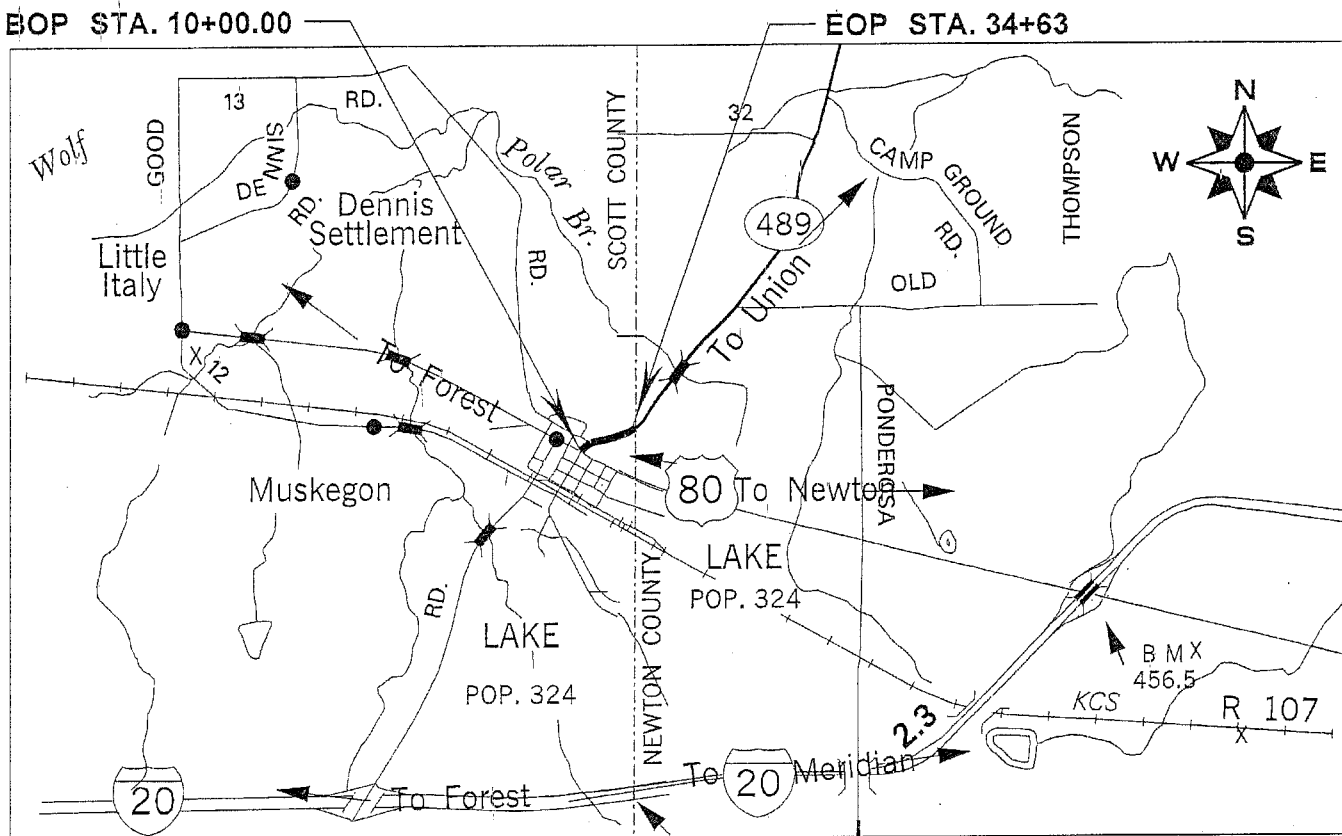 BOP STA. 10+00.00
EOP STA. 34+63
13
RD.
Wolf
GOOD
DENNIS
RD.
Polar Br.
SCOTT COUNTY
32
CAMP GROUND
RD.
THOMPSON
N
W E
S
Dennis
Settlement
Little
Italy
RD.
489
To Union
OLD
X 12
To Forest
PONDEROSA
Muskegon
80 To Newton
LAKE
POP. 324
RD.
LAKE
POP. 324
NEWTON COUNTY
B M X
456.5
KCS
R 107
X
2.3
20
To Forest
To 20 Meridian